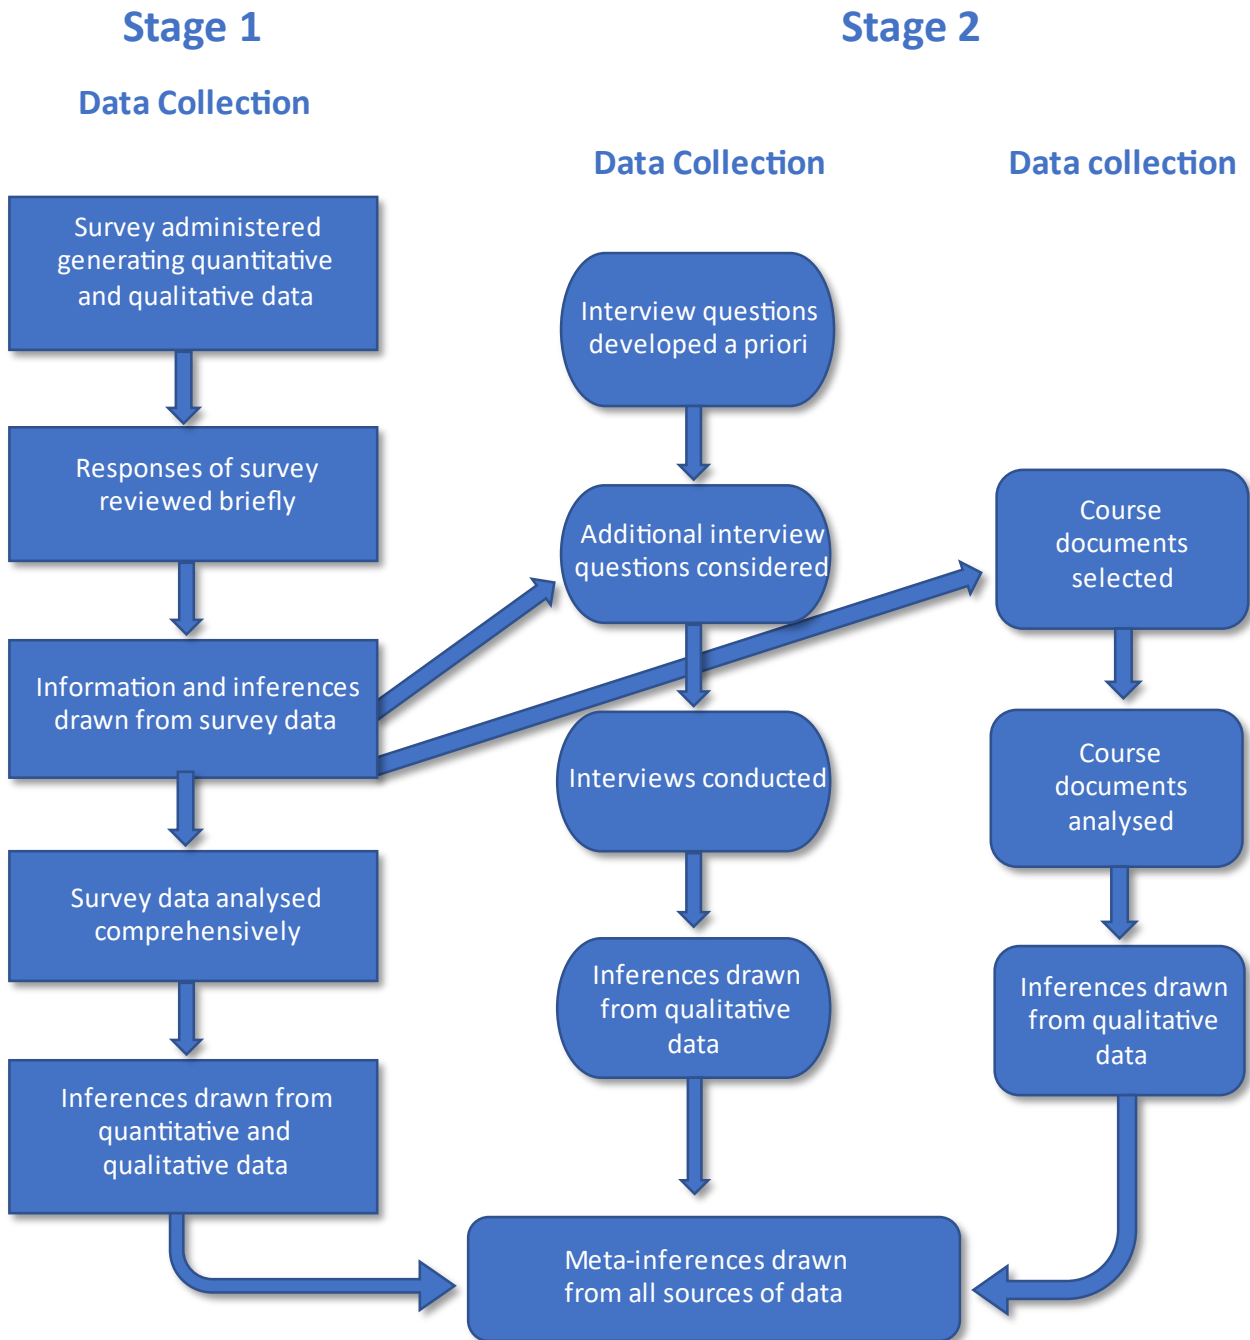 Stage 1
Stage 2
Data Collection
Data Collection
Data collection
Survey administered
generating quantitative
and qualitative data
Responses of survey
reviewed briefly
Information and inferences
drawn from survey data
Survey data analysed
comprehensively
Inferences drawn from
quantitative and
qualitative data
Interview questions
developed a priori
Additional interview
questions considered
Interviews conducted
Inferences drawn
from qualitative
data
Course
documents
selected
Course
documents
analysed
Inferences drawn
from qualitative
data
Meta-inferences drawn
from all sources of data